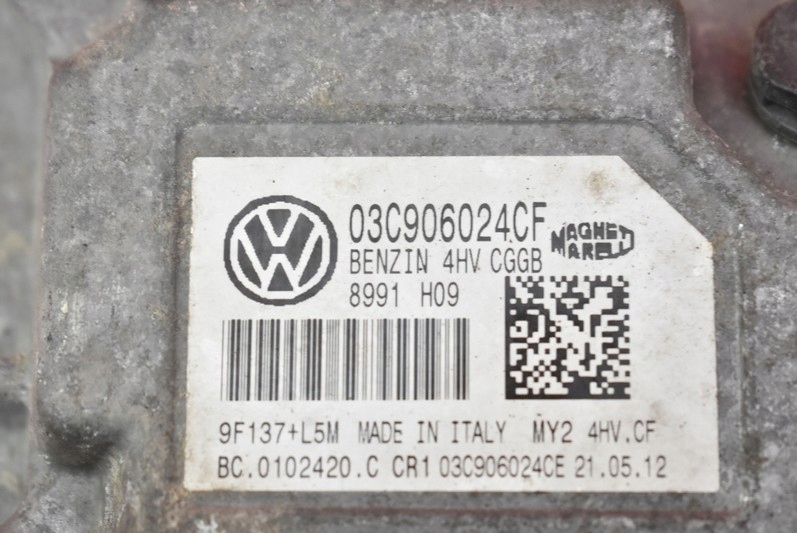 03C906024CF
MAGNETI
MARELLI
BENZIN 4HV CGGB
8991 H09
9F137+L5M MADE IN ITALY MY2 4HV.CF
BC.0102420.C CR1 03C906024CE 21.05.12